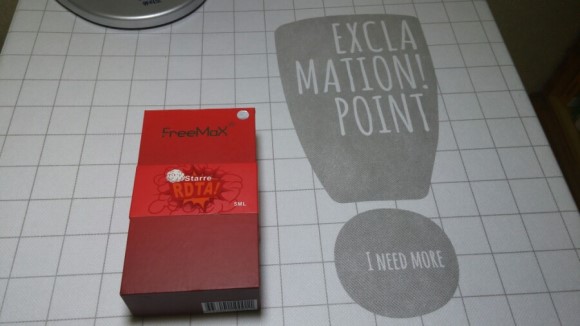 FreeMaX
Starre
RDTA!
5ML
EXCLA
MATION!
POINT
I NEED MORE